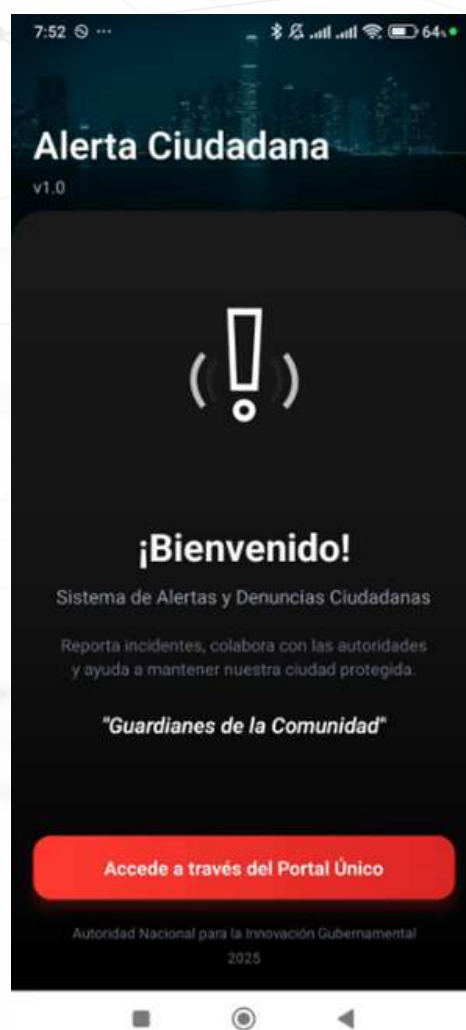 7:52
64%
Alerta Ciudadana
v1.0
¡Bienvenido!
Sistema de Alertas y Denuncias Ciudadanas
Reporta incidentes, colabora con las autoridades
y ayuda a mantener nuestra ciudad protegida.
"Guardianes de la Comunidad"
Accede a través del Portal Único
Autoridad Nacional para la Innovación Gubernamental
2025